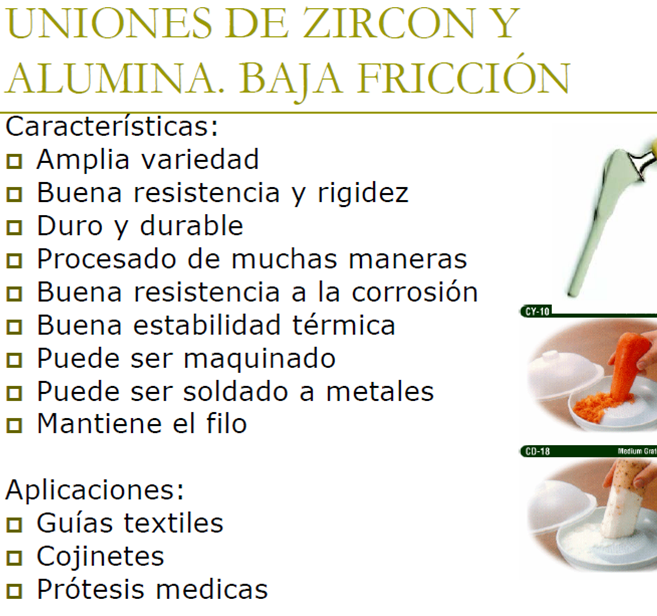 UNIONES DE ZIRCON Y
ALUMINA. BAJA FRICCIÓN
Características:
Amplia variedad
Buena resistencia y rigidez
Duro y durable
Procesado de muchas maneras
Buena resistencia a la corrosión
Buena estabilidad térmica
Puede ser maquinado
Puede ser soldado a metales
Mantiene el filo
CY-10
CD-18 Medium Grat
Aplicaciones:
Guías textiles
Cojinetes
Prótesis medicas